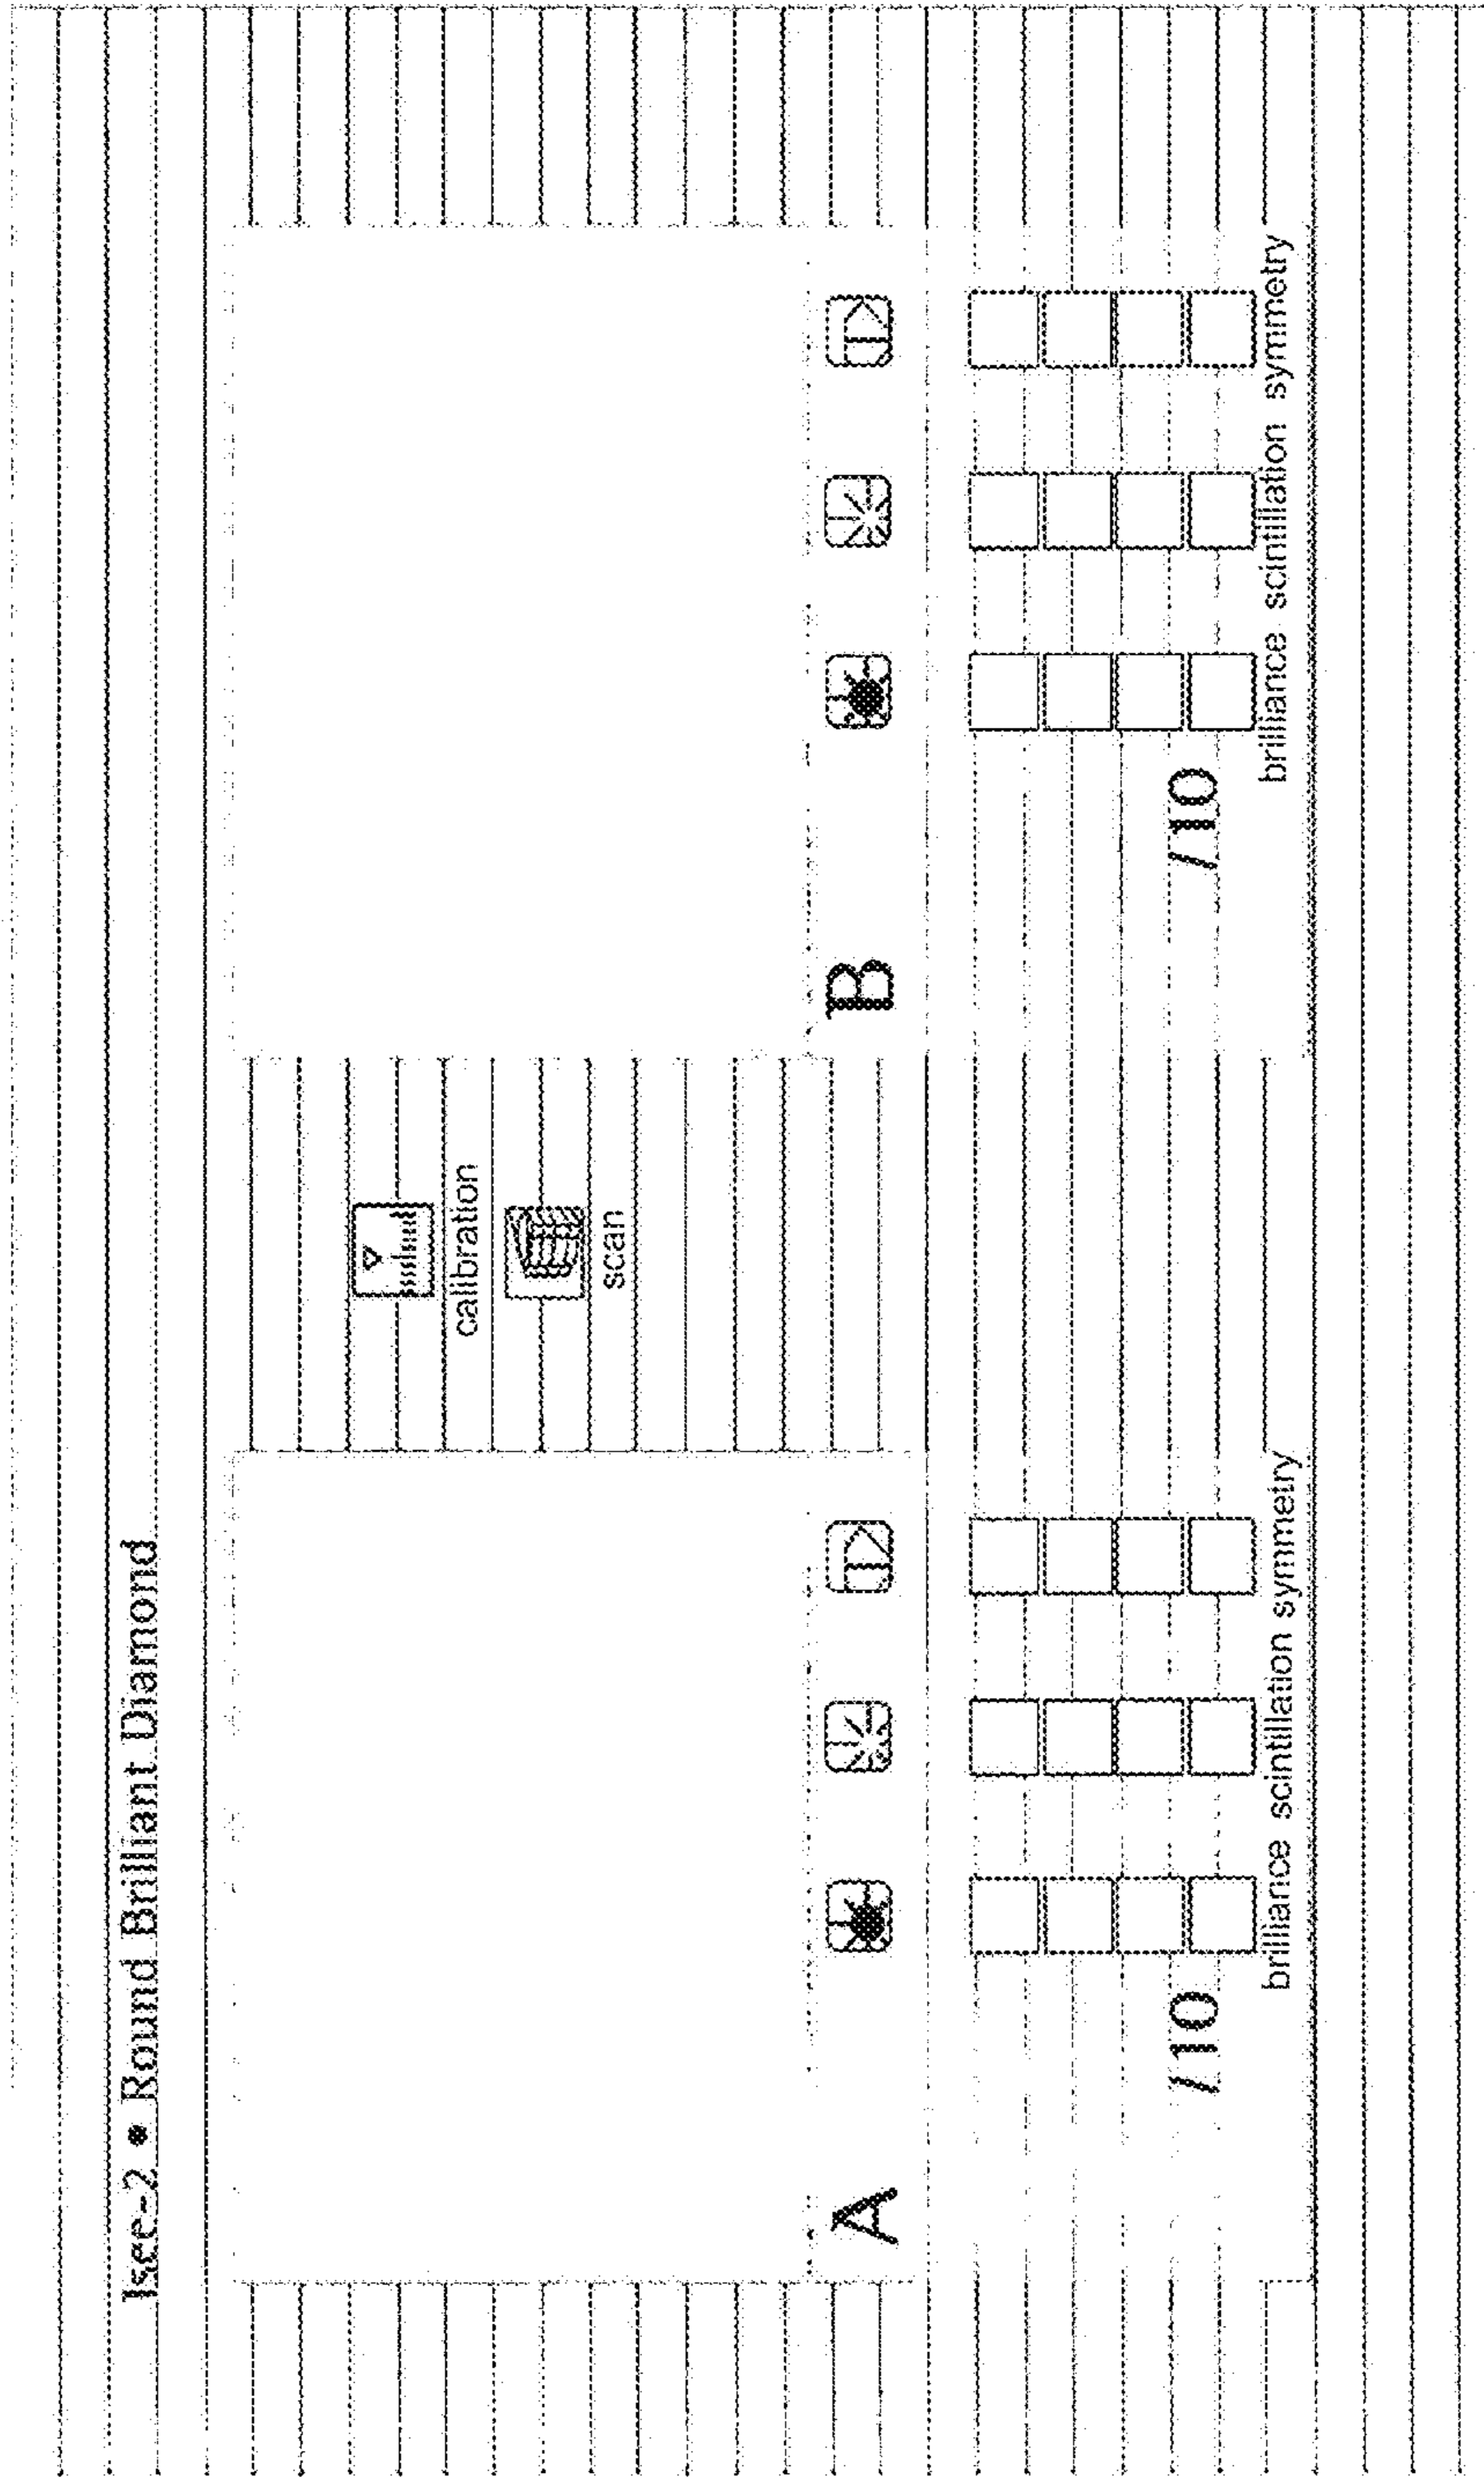 Isee-2 • Round Brilliant Diamond
calibration
scan
A
B
/10
brilliance scintillation symmetry
/10
brilliance scintillation symmetry